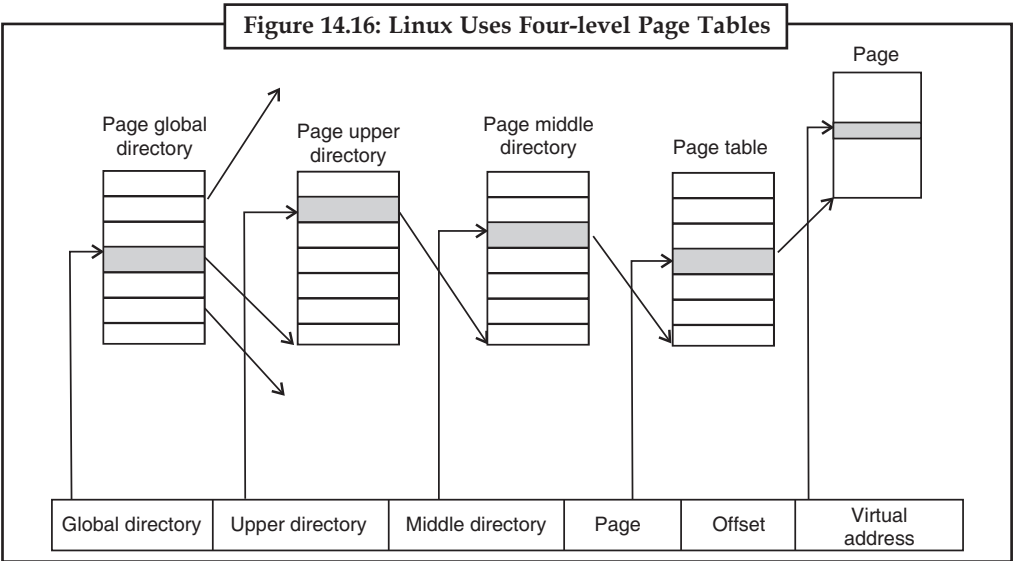 Figure 14.16: Linux Uses Four-level Page Tables
Page
Page global
directory
Page upper
directory
Page middle
directory
Page table
Global directory
Upper directory
Middle directory
Page
Offset
Virtual
address